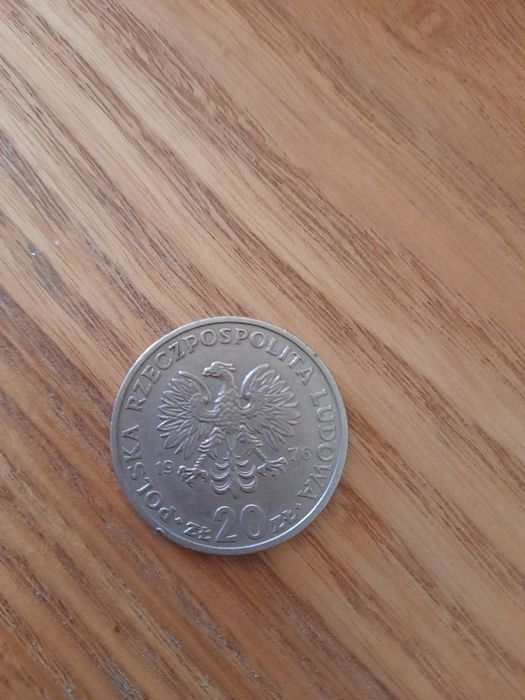 POLSKA RZECZPOSPOLITA LUDOWA
19 76
ZŁ 20 ZŁ